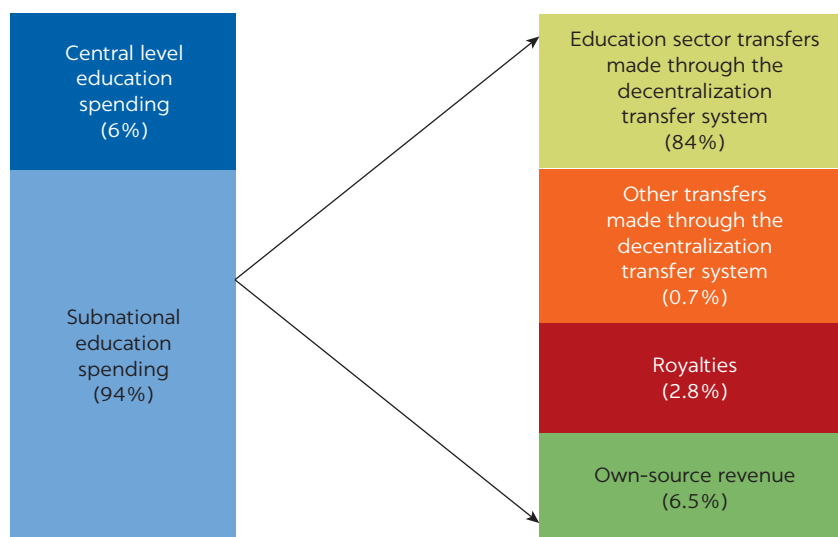 Central level
education
spending
(6%)
Subnational
education
spending
(94%)
Education sector transfers
made through the
decentralization
transfer system
(84%)
Other transfers
made through the
decentralization
transfer system
(0.7%)
Royalties
(2.8%)
Own-source revenue
(6.5%)